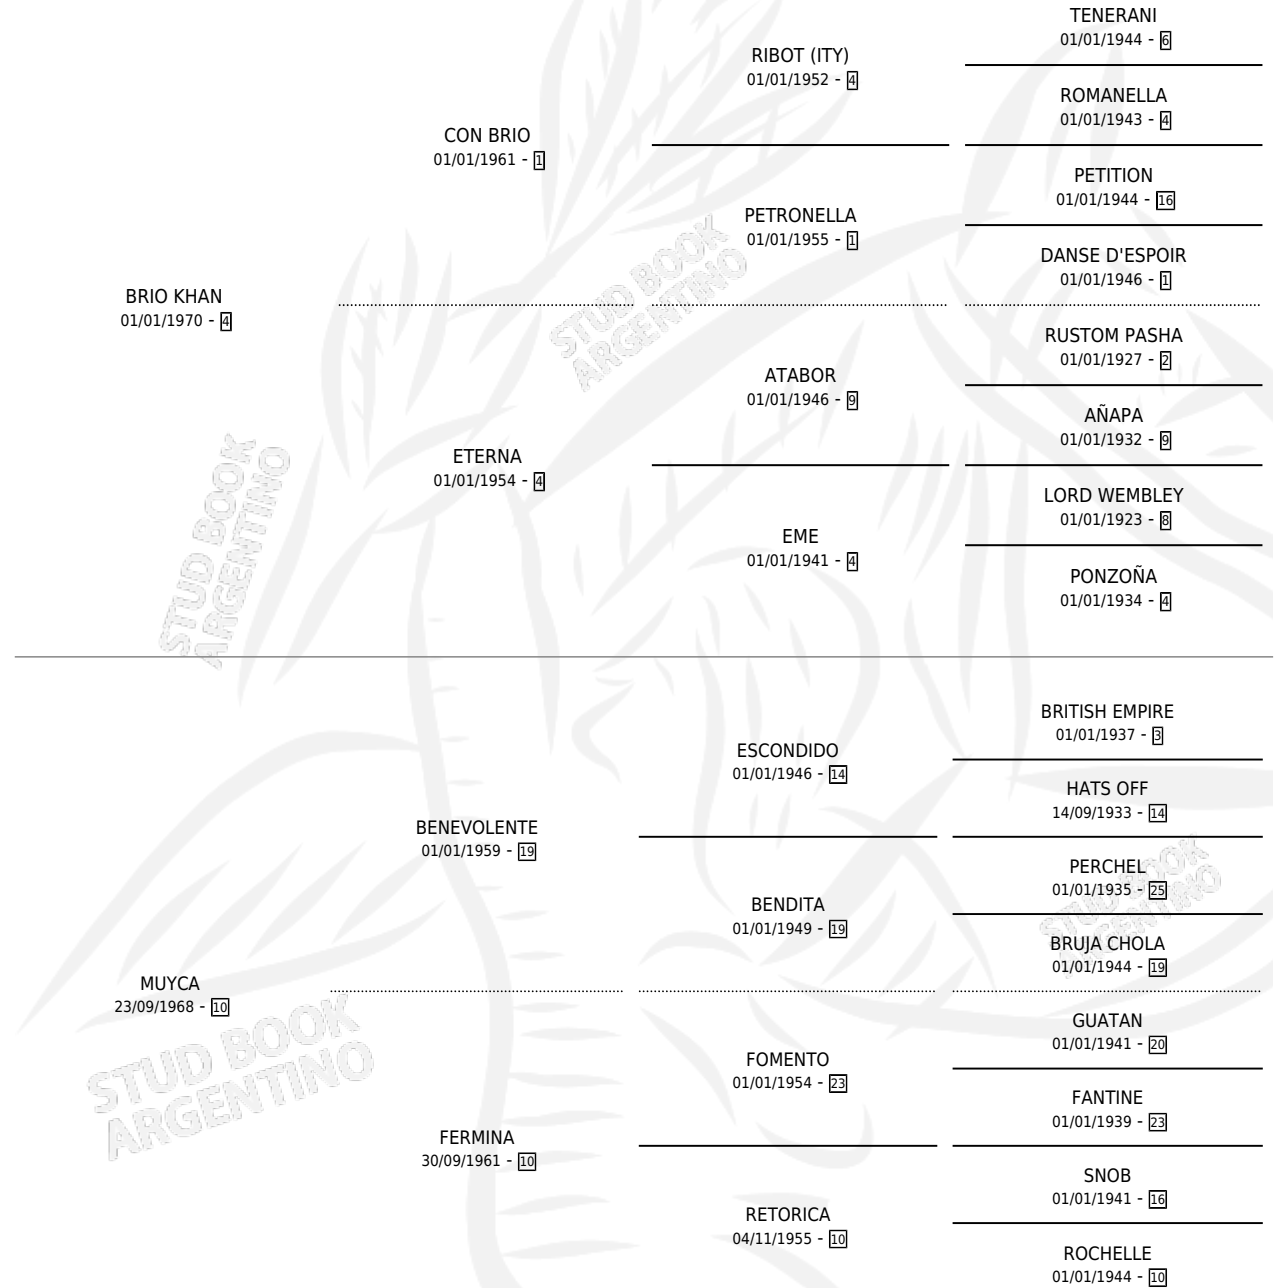 TENERANI
01/01/1944 - 6
RIBOT (ITY)
01/01/1952 - 4
ROMANELLA
01/01/1943 - 4
CON BRIO
01/01/1961 - 1
PETITION
01/01/1944 - 16
PETRONELLA
01/01/1955 - 1
DANSE D'ESPOIR
01/01/1946 - 1
BRIO KHAN
01/01/1970 - 4
STUD BOOK
ARGENTINO
RUSTOM PASHA
01/01/1927 - 2
ATABOR
01/01/1946 - 9
AÑAPA
01/01/1932 - 9
ETERNA
01/01/1954 - 4
LORD WEMBLEY
01/01/1923 - 8
EME
01/01/1941 - 4
PONZOÑA
01/01/1934 - 4
STUD BOOK
ARGENTINO
BRITISH EMPIRE
01/01/1937 - 3
ESCONDIDO
01/01/1946 - 14
HATS OFF
14/09/1933 - 14
BENEVOLENTE
01/01/1959 - 19
PERCHEL
01/01/1935 - 25
BENDITA
01/01/1949 - 19
STUD BOOK
ARGENTINO
BRUJA CHOLA
01/01/1944 - 19
MUYCA
23/09/1968 - 10
GUATAN
01/01/1941 - 20
STUD BOOK
ARGENTINO
FOMENTO
01/01/1954 - 23
FANTINE
01/01/1939 - 23
FERMINA
30/09/1961 - 10
SNOB
01/01/1941 - 16
RETORICA
04/11/1955 - 10
ROCHELLE
01/01/1944 - 10